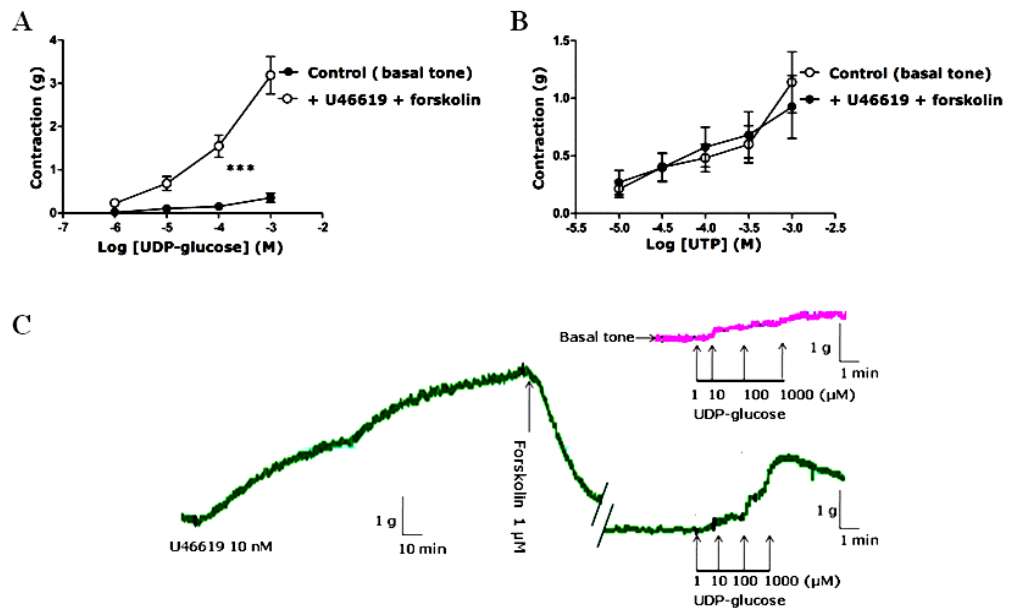 A
Contraction (g)
4
3
2
1
0
-7 -6 -5 -4 -3 -2
Log [UDP-glucose] (M)
Control (basal tone)
+ U46619 + forskolin
***
B
Contraction (g)
1.5
1.0
0.5
0.0
-5.5 -5.0 -4.5 -4.0 -3.5 -3.0 -2.5
Log [UTP] (M)
Control (basal tone)
+ U46619 + forskolin
C
Basal tone
1 g
1 min
1 10 100 1000 (µM)
UDP-glucose
U46619 10 nM
1 g
10 min
Forskolin 1 µM
1 g
1 min
1 10 100 1000 (µM)
UDP-glucose